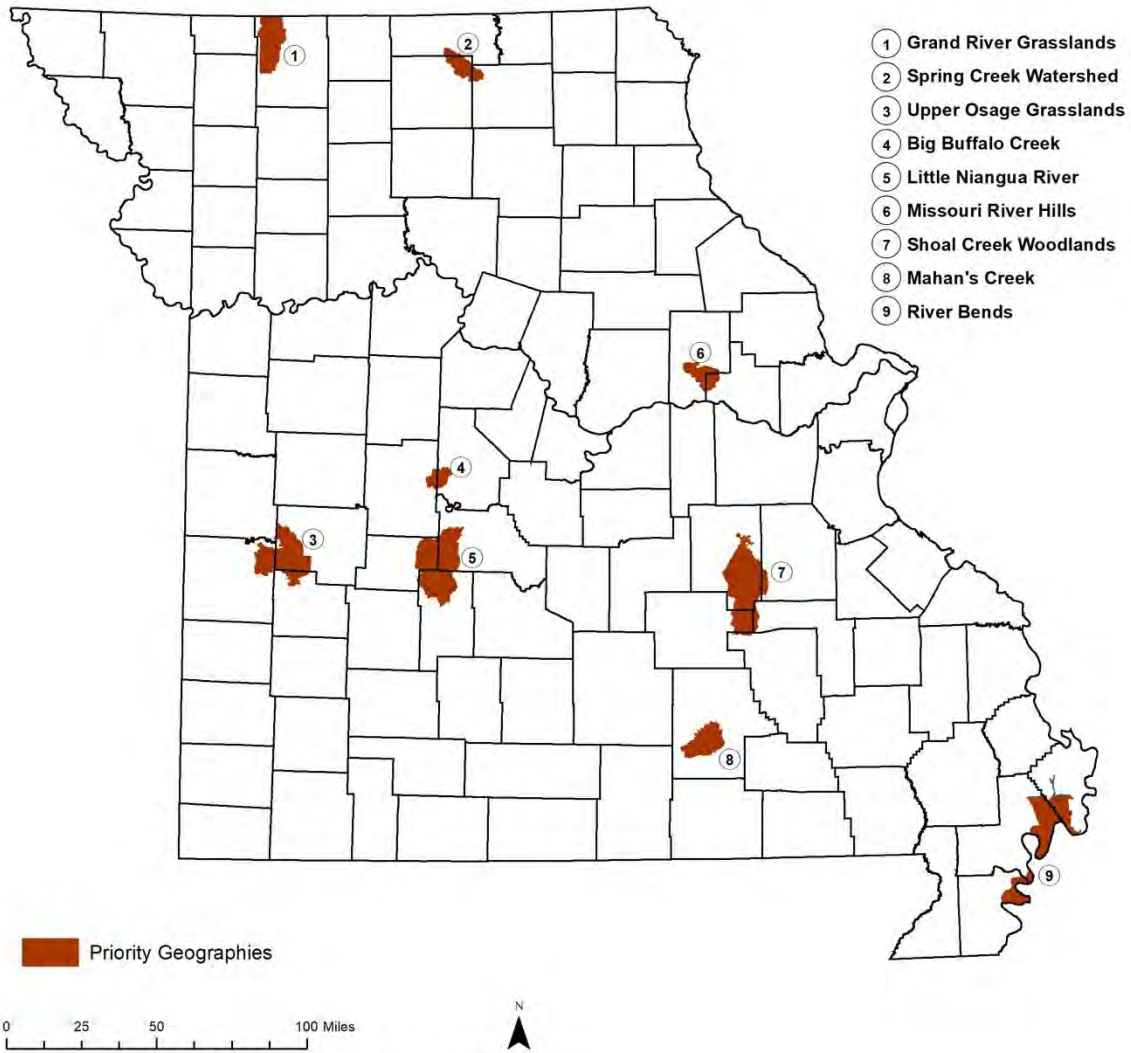 1 Grand River Grasslands
2 Spring Creek Watershed
3 Upper Osage Grasslands
4 Big Buffalo Creek
5 Little Niangua River
6 Missouri River Hills
7 Shoal Creek Woodlands
8 Mahan's Creek
9 River Bends
1
2
6
4
3
5
7
8
9
Priority Geographies
0 25 50 100 Miles
N